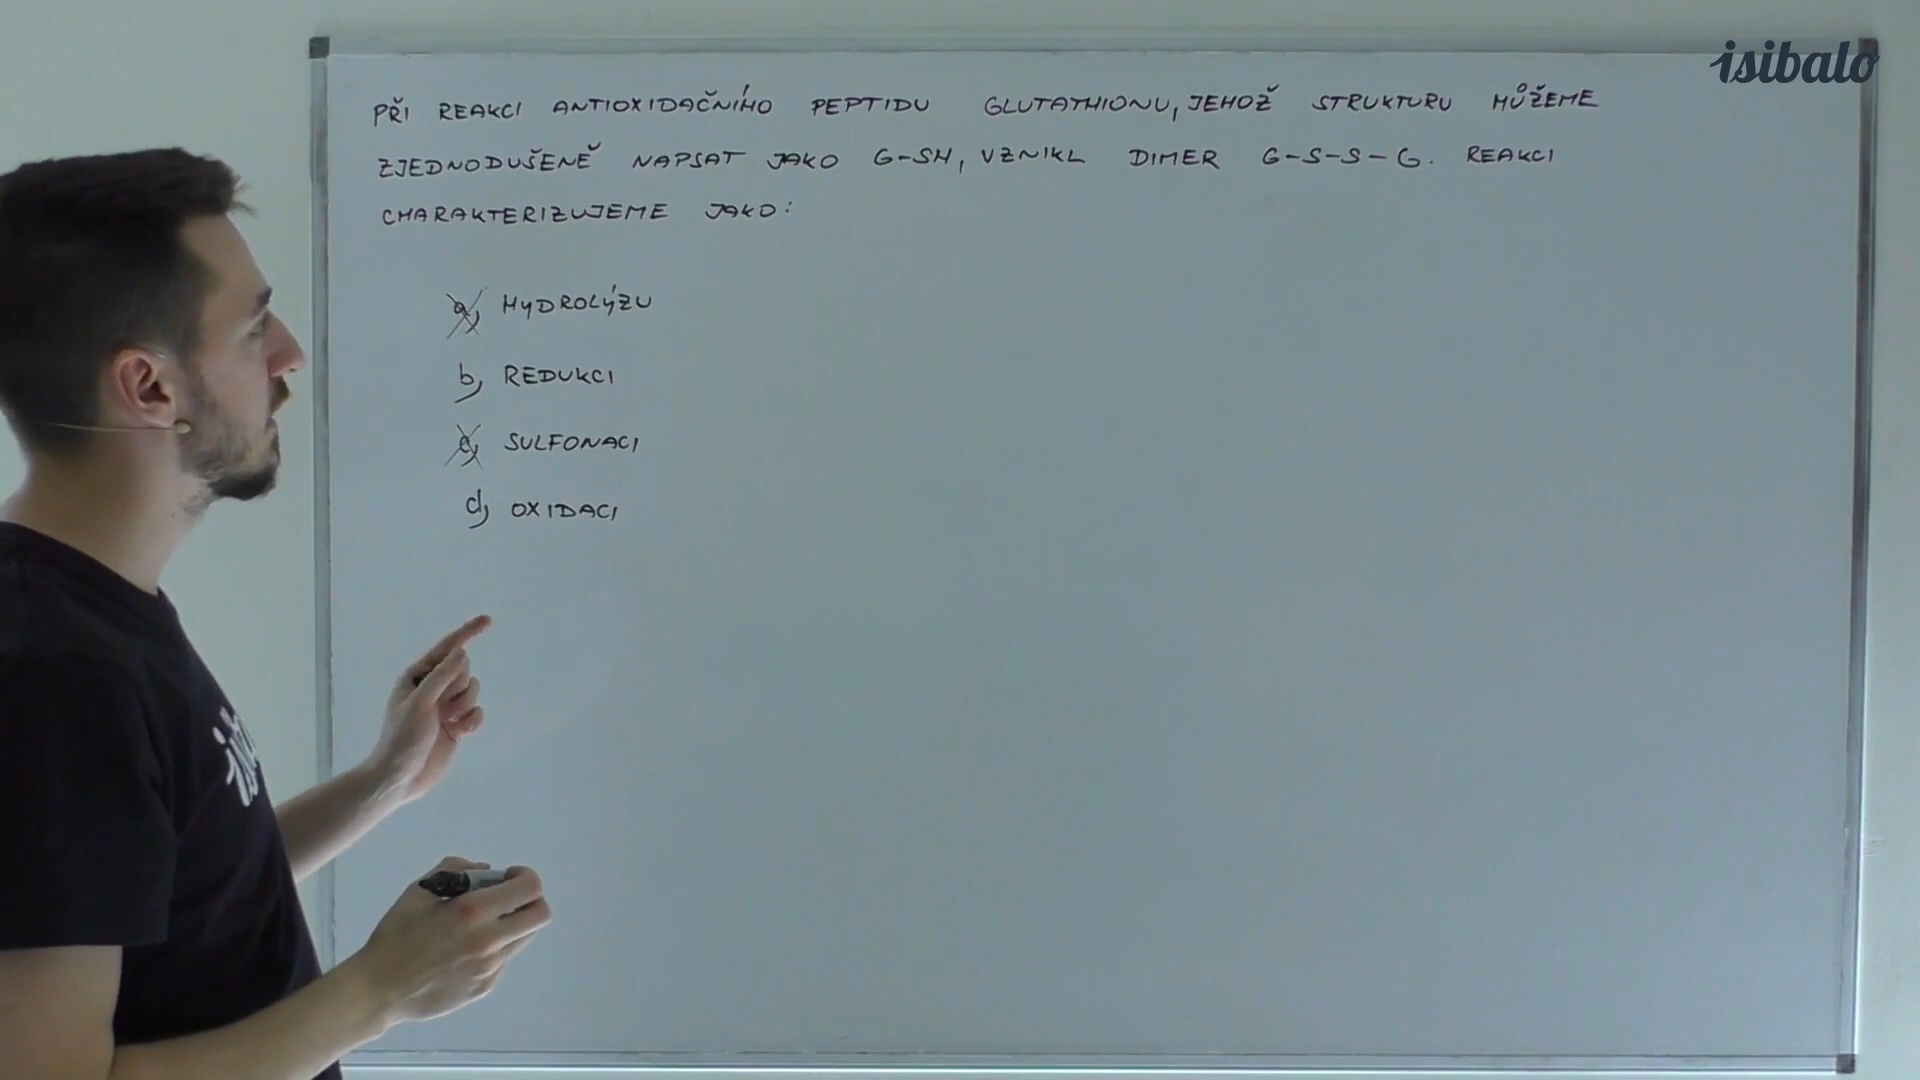 isibalo
PŘI REAKCI ANTIOXIDAČNÍHO PEPTIDU GLUTATHIONU, JEHOŽ STRUKTURU MŮŽEME
ZJEDNODUŠENĚ NAPSAT JAKO G-SH, VZNIKL DIMER G-S-S-G. REAKCI
CHARAKTERIZUJEME JAKO:
a, HYDROLÝZU
b, REDUKCI
c, SULFONACI
d, OXIDACI